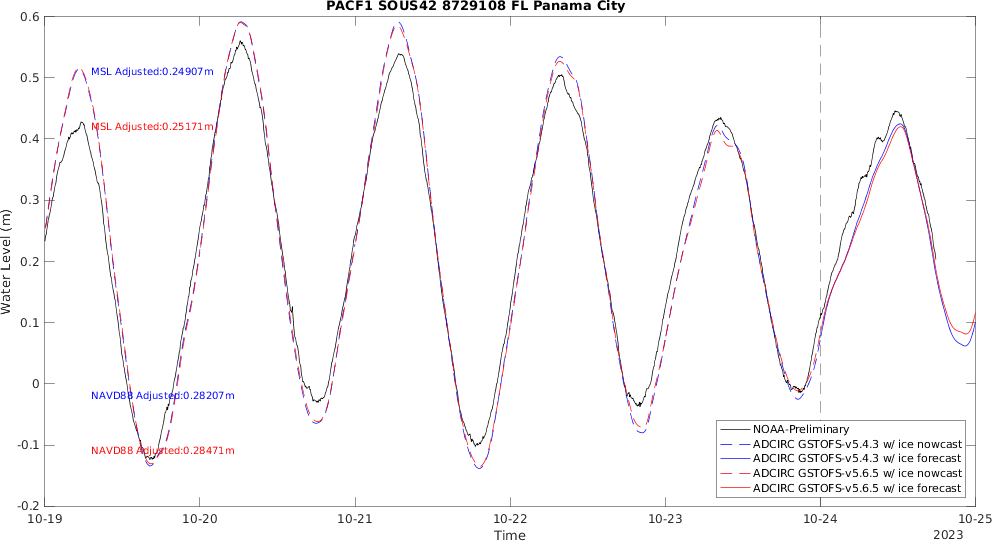 PACF1 SOUS42 8729108 FL Panama City
0.6
0.5
0.4
0.3
0.2
0.1
0
-0.1
-0.2
Water Level (m)
MSL Adjusted:0.24907m
MSL Adjusted:0.25171m
NAVD88 Adjusted:0.28207m
NAVD88 Adjusted:0.28471m
NOAA-Preliminary
ADCIRC GSTOFS-v5.4.3 w/ ice nowcast
ADCIRC GSTOFS-v5.4.3 w/ ice forecast
ADCIRC GSTOFS-v5.6.5 w/ ice nowcast
ADCIRC GSTOFS-v5.6.5 w/ ice forecast
10-19 10-20 10-21 10-22 10-23 10-24 10-25
Time
2023